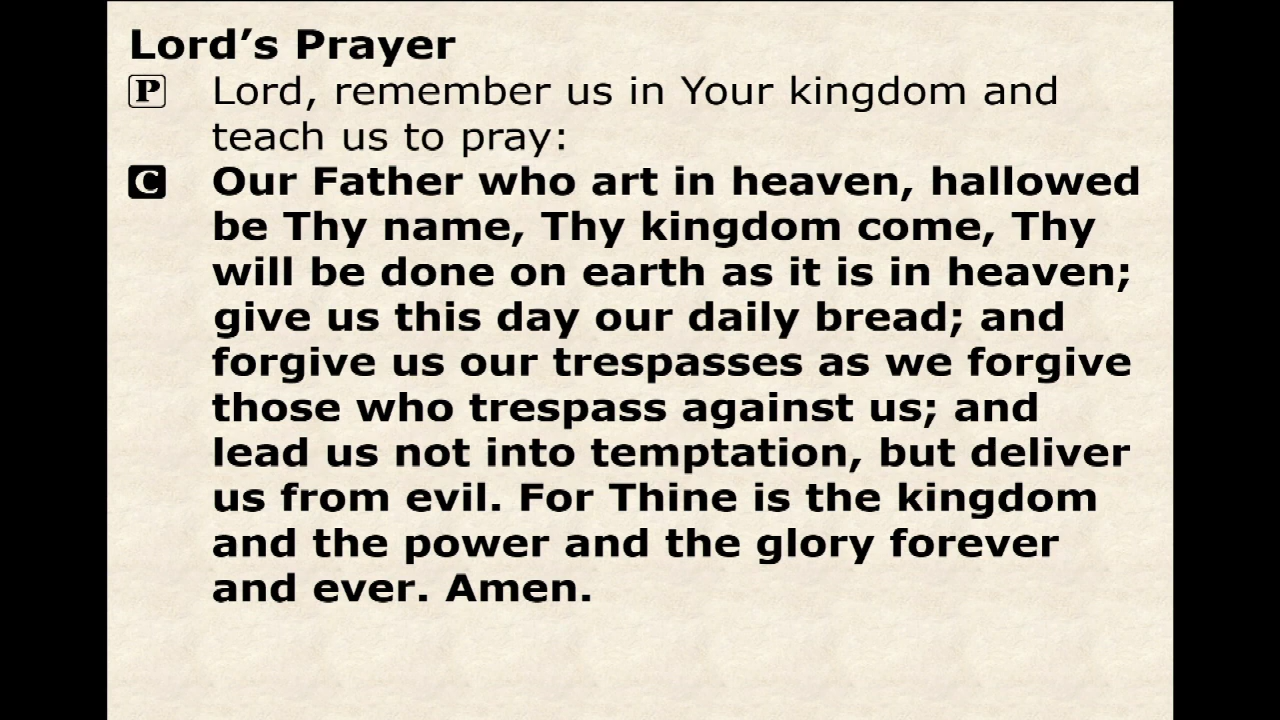 Lord’s Prayer
P Lord, remember us in Your kingdom and
teach us to pray:
C Our Father who art in heaven, hallowed
be Thy name, Thy kingdom come, Thy
will be done on earth as it is in heaven;
give us this day our daily bread; and
forgive us our trespasses as we forgive
those who trespass against us; and
lead us not into temptation, but deliver
us from evil. For Thine is the kingdom
and the power and the glory forever
and ever. Amen.